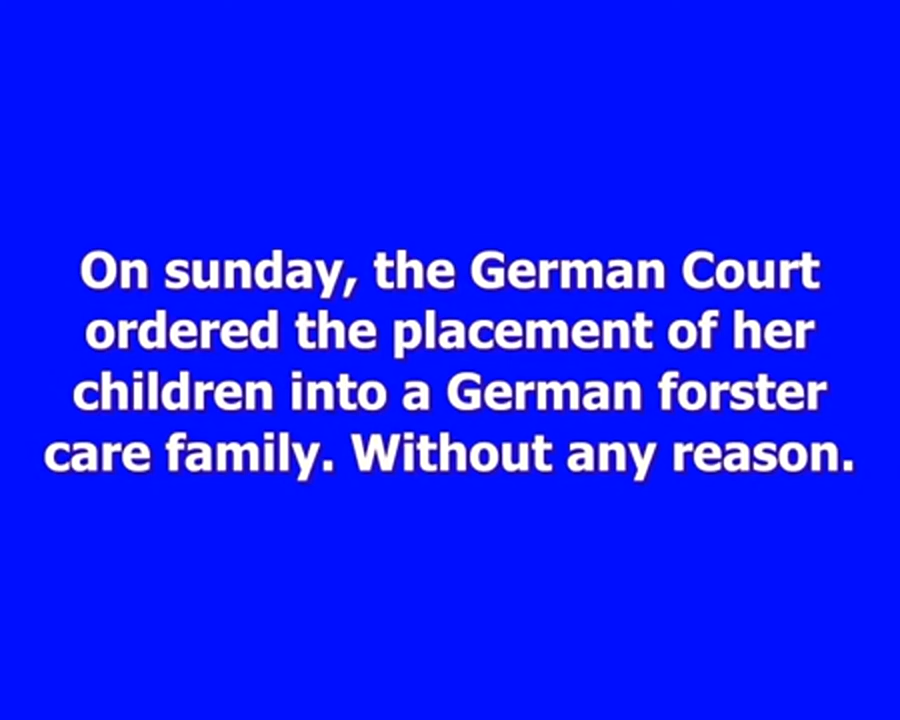 On sunday, the German Court
ordered the placement of her
children into a German forster
care family. Without any reason.